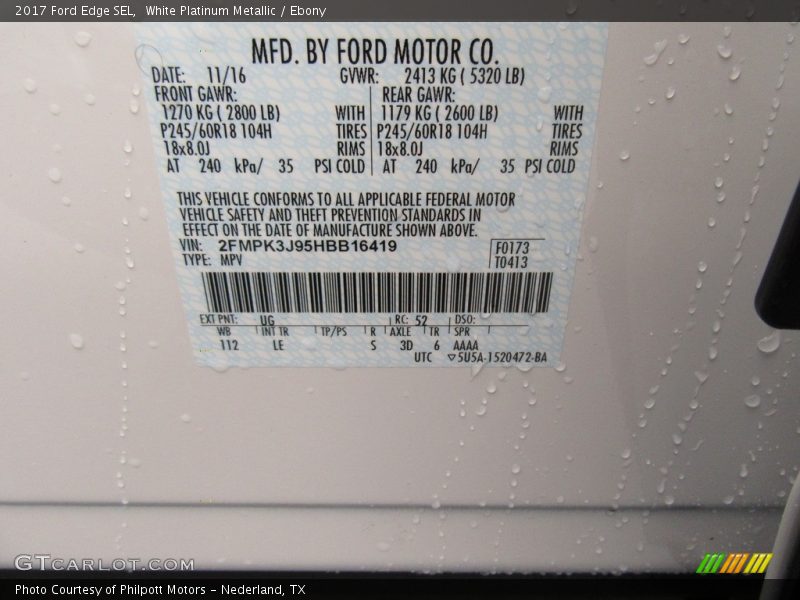 2017 Ford Edge SEL,  White Platinum Metallic / Ebony
MFD. BY FORD MOTOR CO.
DATE: 11/16 GVWR: 2413 KG ( 5320 LB)
FRONT GAWR: REAR GAWR:
1270 KG ( 2800 LB) WITH 1179 KG ( 2600 LB) WITH
P245/60R18 104H TIRES P245/60R18 104H TIRES
18x8.0J RIMS 18x8.0J RIMS
AT 240 kPa/ 35 PSI COLD AT 240 kPa/ 35 PSI COLD
THIS VEHICLE CONFORMS TO ALL APPLICABLE FEDERAL MOTOR
VEHICLE SAFETY AND THEFT PREVENTION STANDARDS IN
EFFECT ON THE DATE OF MANUFACTURE SHOWN ABOVE.
VIN: 2FMPK3J95HBB16419 F0173
TYPE: MPV T0413
EXT PNT: UG RC: 52 DSO:
WB INT TR TP/PS R AXLE TR SPR
112 LE S 3D 6 AAAA
UTC ▽5U5A-1520472-BA
GTCARLOT.COM
Photo Courtesy of Philpott Motors - Nederland, TX